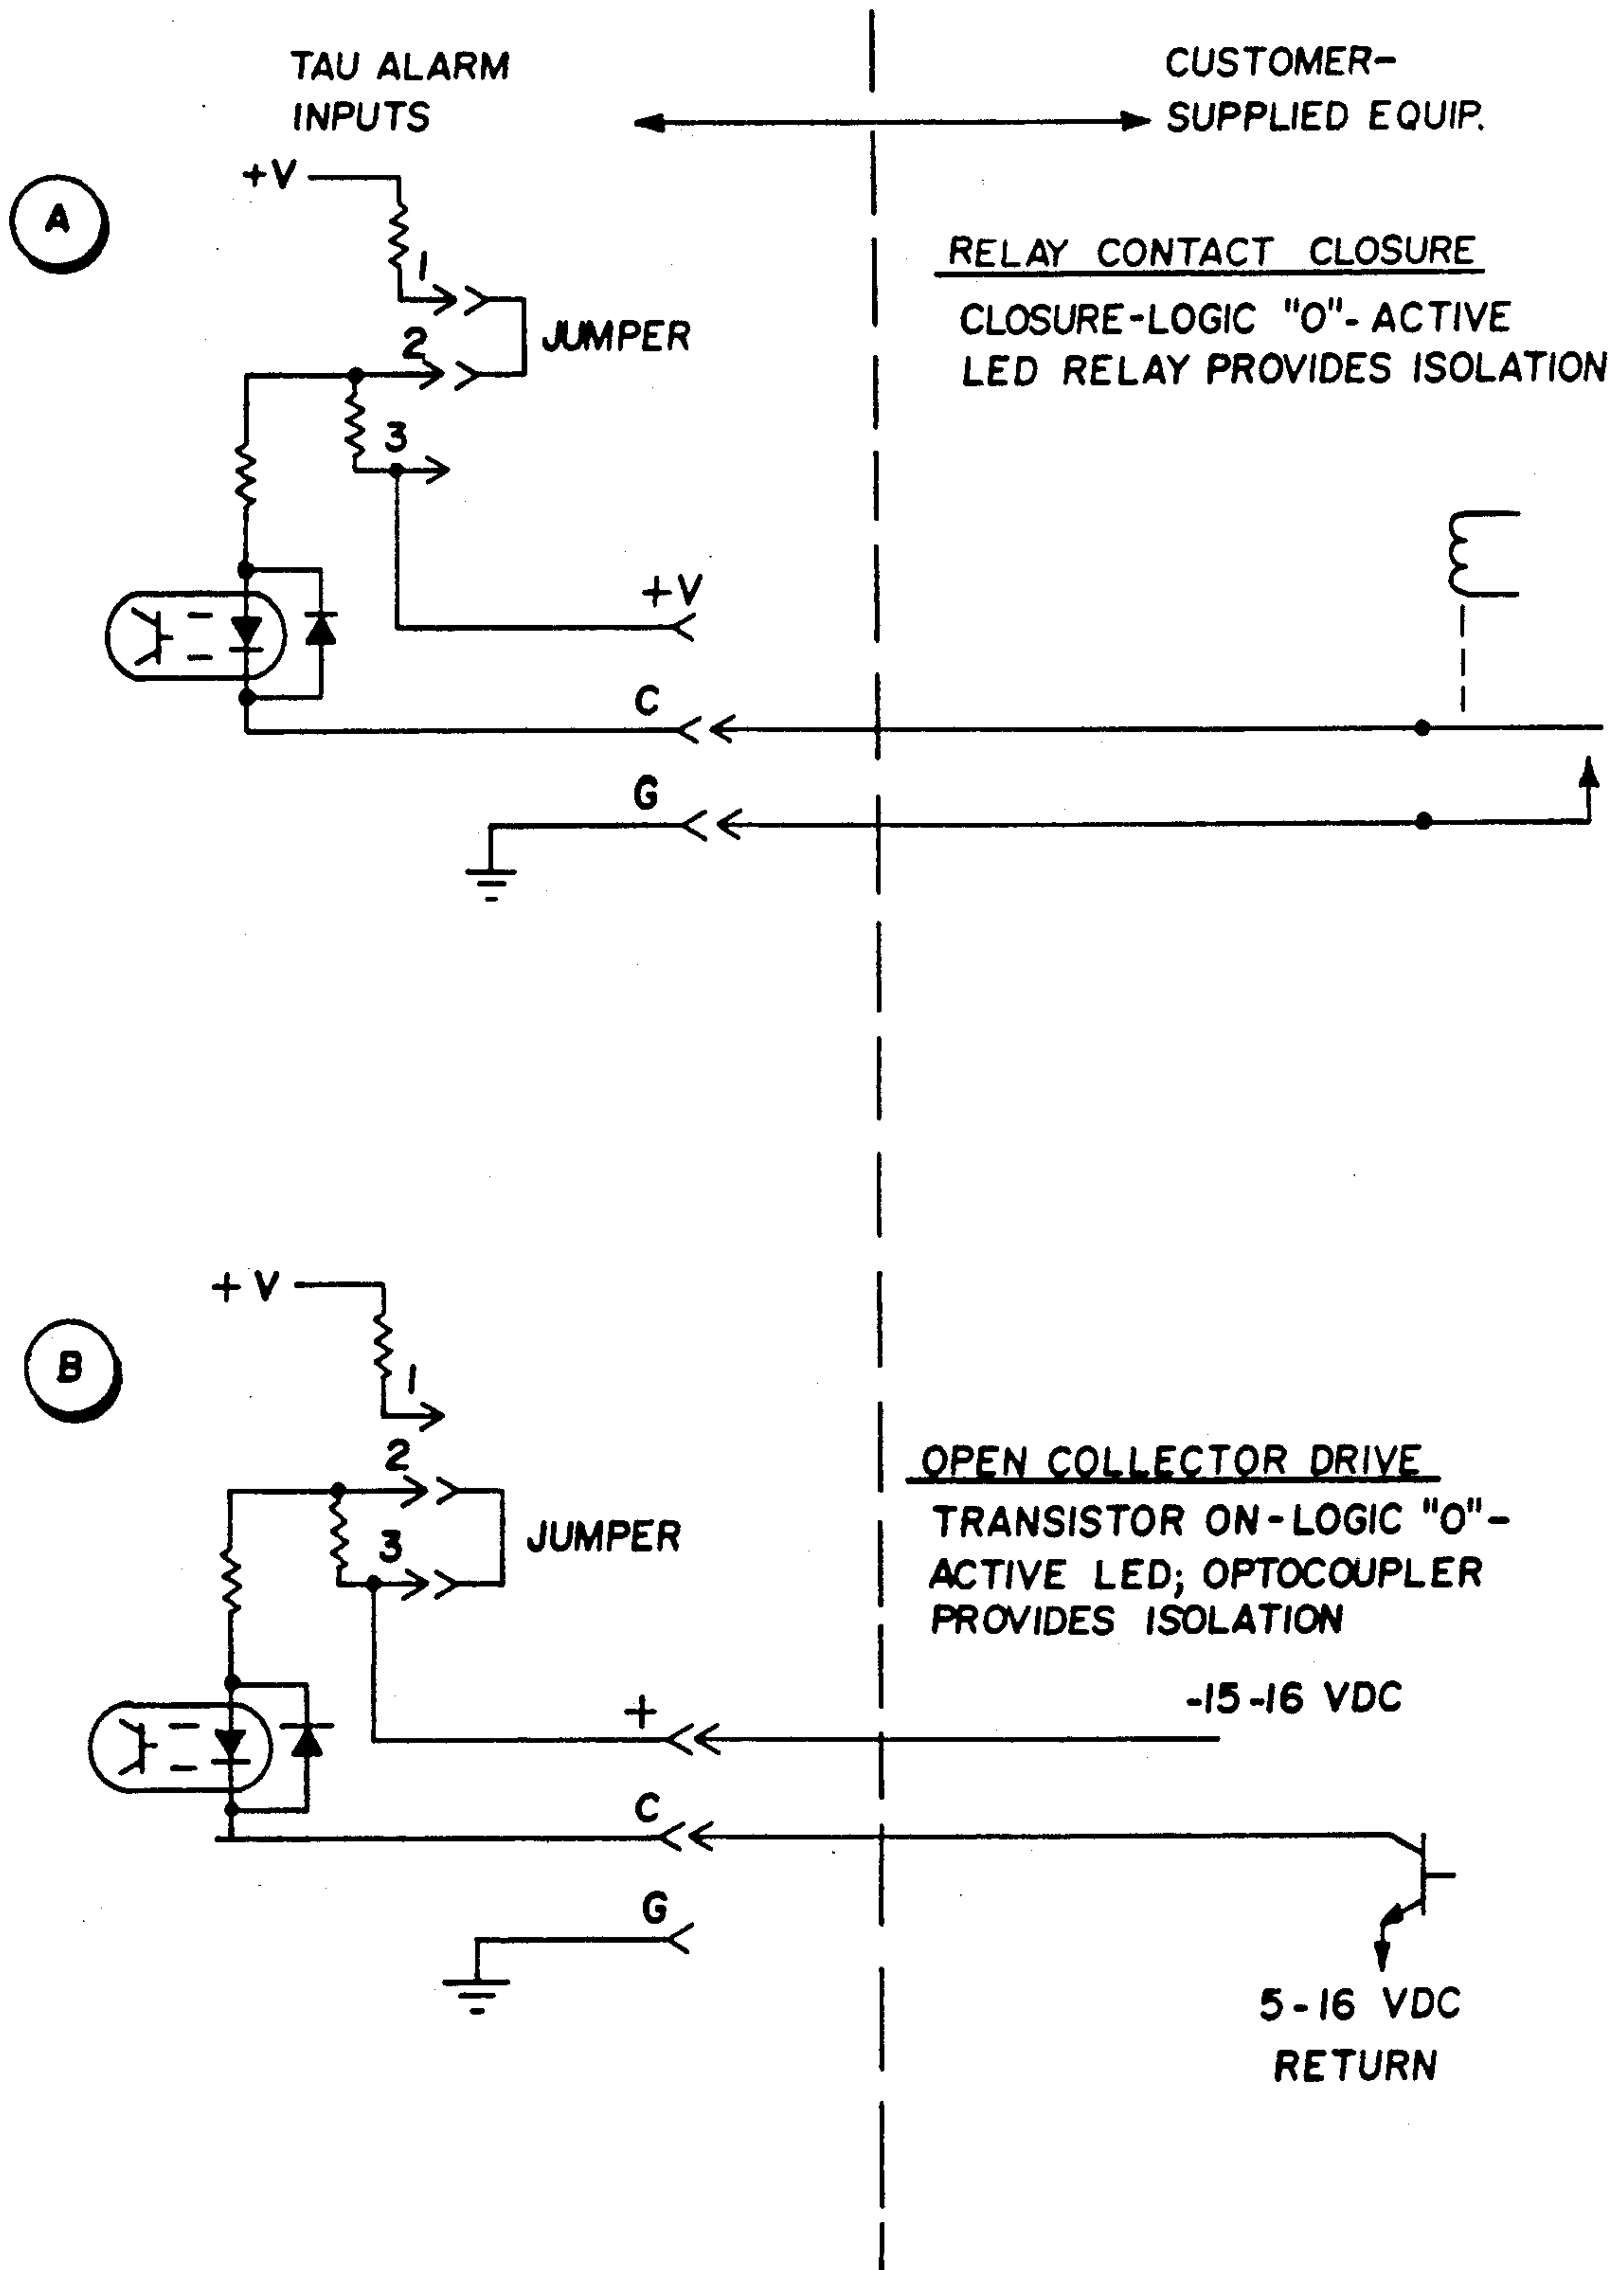 TAU ALARM
INPUTS
CUSTOMER-
SUPPLIED EQUIP.
A
+V
1
2
JUMPER
3
RELAY CONTACT CLOSURE
CLOSURE-LOGIC "0"- ACTIVE
LED RELAY PROVIDES ISOLATION
+V
C
G
B
+ V
1
2
JUMPER
3
OPEN COLLECTOR DRIVE
TRANSISTOR ON-LOGIC "0"-
ACTIVE LED; OPTOCOUPLER
PROVIDES ISOLATION
-15-16 VDC
+
C
G
5-16 VDC
RETURN